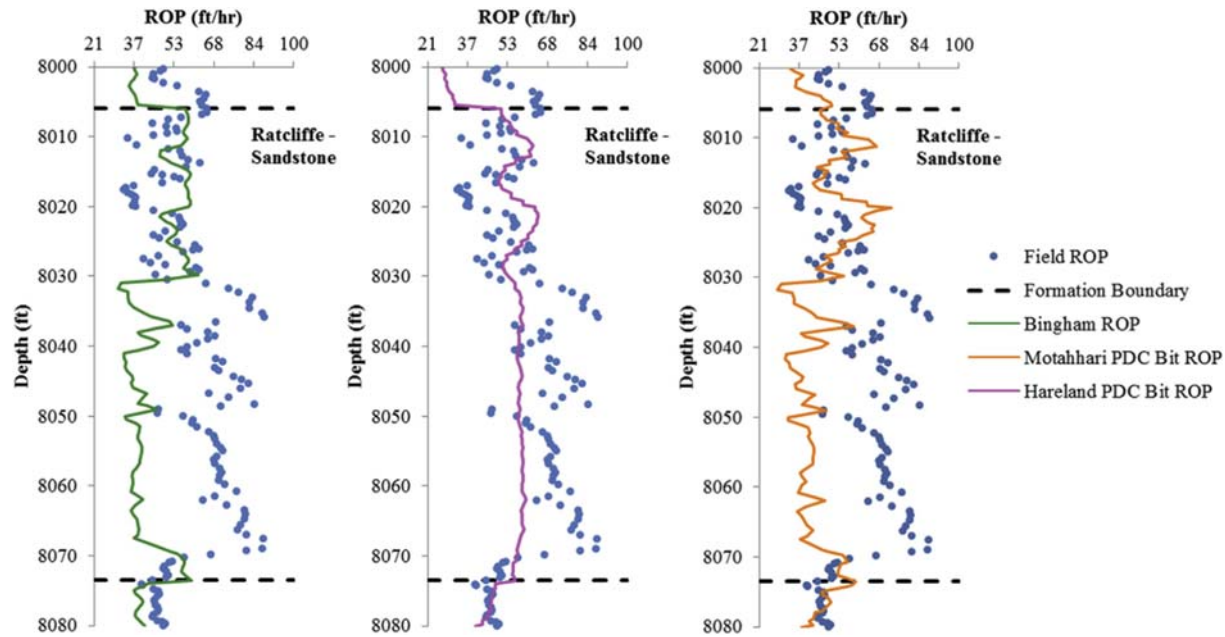 ROP (ft/hr)
21 37 53 68 84 100
8000
8010
8020
8030
8040
8050
8060
8070
8080
Depth (ft)
Ratcliffe -
Sandstone
ROP (ft/hr)
21 37 53 68 84 100
8000
8010
8020
8030
8040
8050
8060
8070
8080
Depth (ft)
Ratcliffe -
Sandstone
ROP (ft/hr)
21 37 53 68 84 100
8000
8010
8020
8030
8040
8050
8060
8070
8080
Depth (ft)
Ratcliffe -
Sandstone
Field ROP
Formation Boundary
Bingham ROP
Motahhari PDC Bit ROP
Hareland PDC Bit ROP